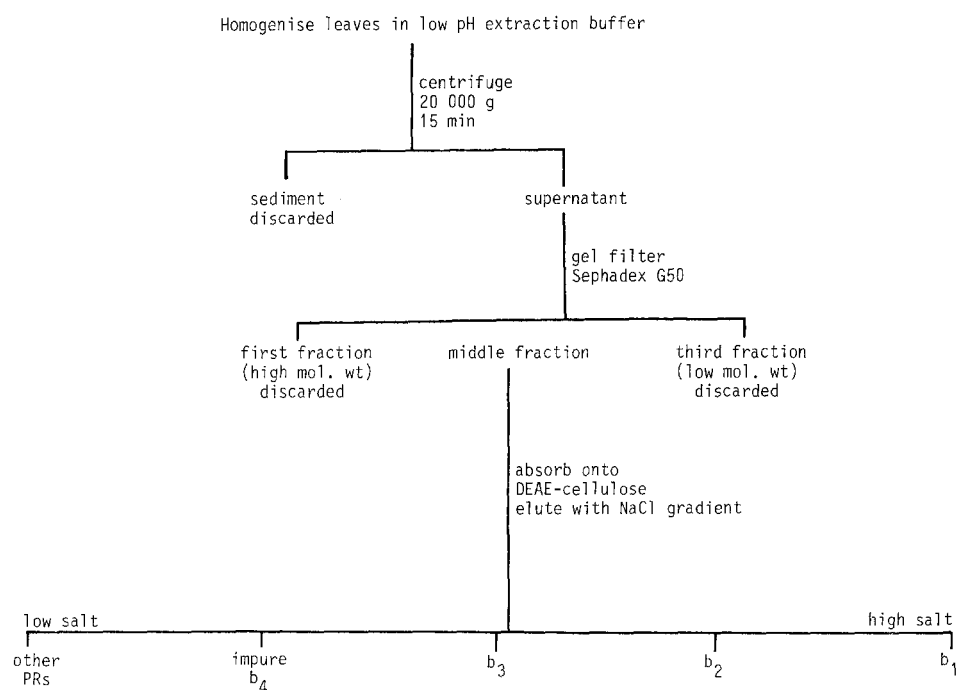 Homogenise leaves in low pH extraction buffer
centrifuge
20 000 g
15 min
sediment
discarded
supernatant
gel filter
Sephadex G50
first fraction
(high mol. wt)
discarded
middle fraction
third fraction
(low mol. wt)
discarded
absorb onto
DEAE-cellulose
elute with NaCl gradient
low salt
high salt
other
PRs
impure
b4
b3
b2
b1